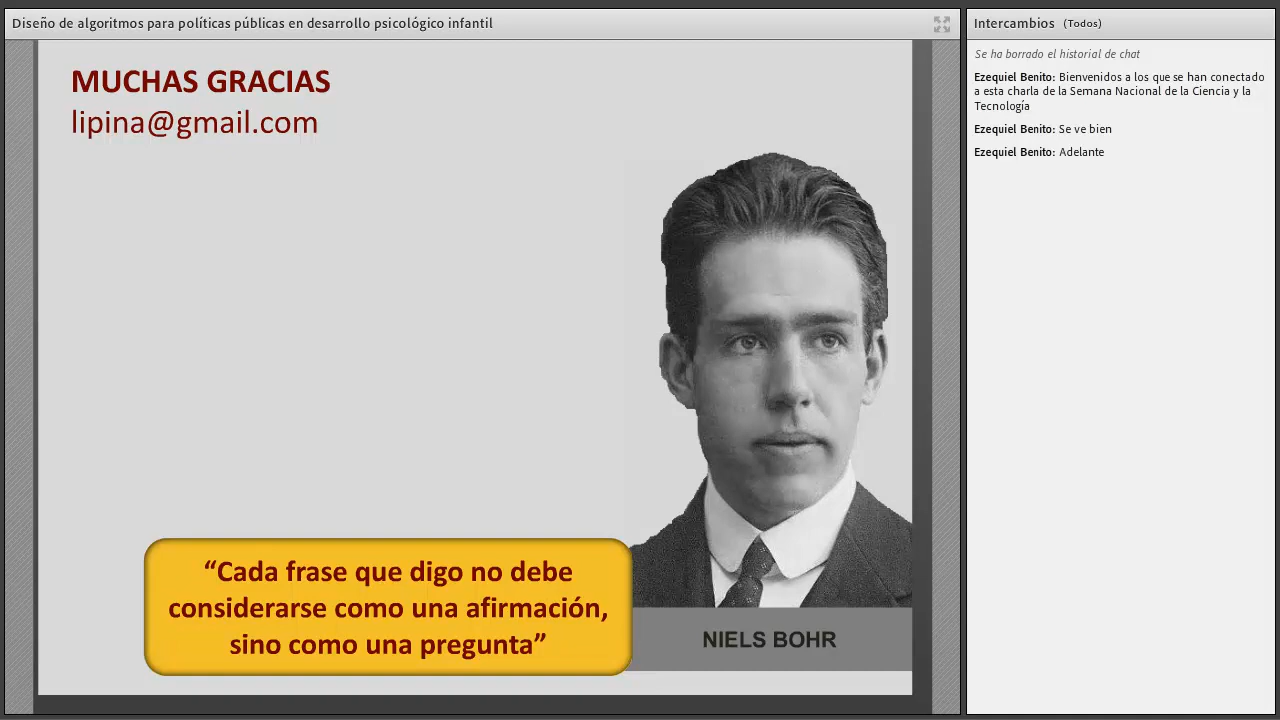 Diseño de algoritmos para políticas públicas en desarrollo psicológico infantil
MUCHAS GRACIAS
lipina@gmail.com
“Cada frase que digo no debe
considerarse como una afirmación,
sino como una pregunta”
NIELS BOHR
Intercambios (Todos)
Se ha borrado el historial de chat
Ezequiel Benito: Bienvenidos a los que se han conectado
a esta charla de la Semana Nacional de la Ciencia y la
Tecnología
Ezequiel Benito: Se ve bien
Ezequiel Benito: Adelante